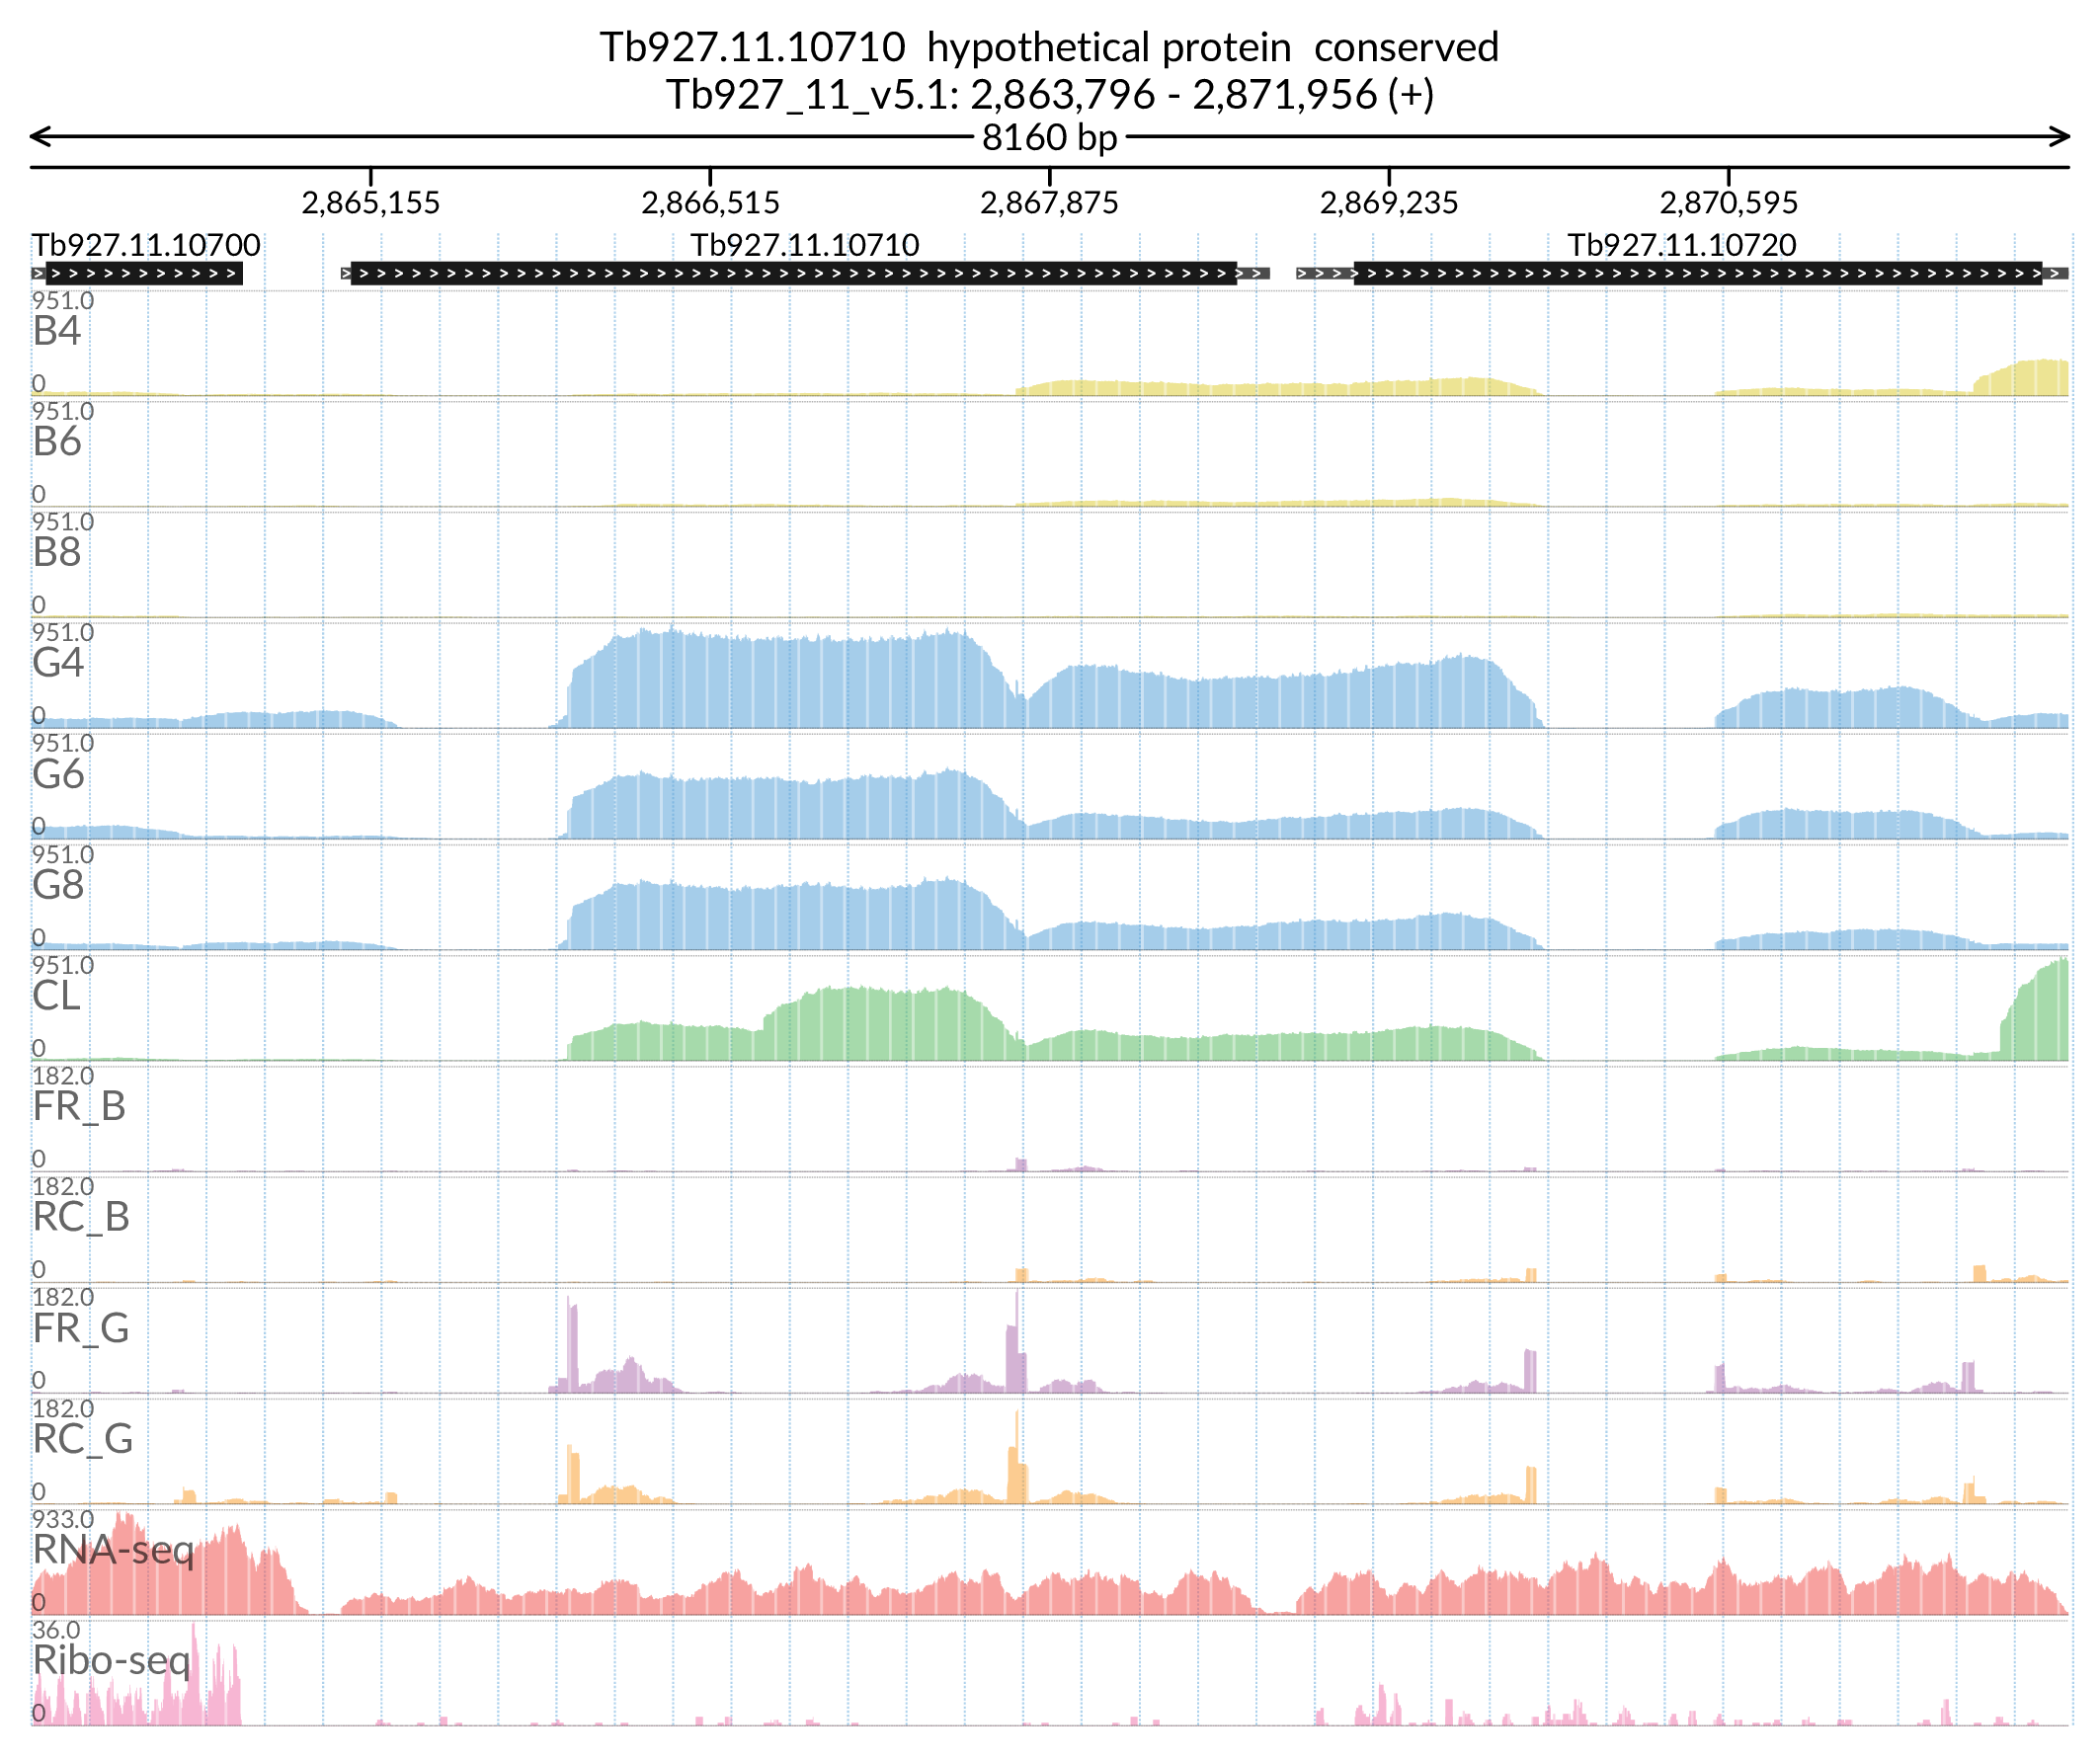 Tb927.11.10710 hypothetical protein conserved
Tb927_11_v5.1: 2,863,796 - 2,871,956 (+)
8160 bp
2,865,155 2,866,515 2,867,875 2,869,235 2,870,595
Tb927.11.10700 Tb927.11.10710 Tb927.11.10720
951.0
B4
0
951.0
B6
0
951.0
B8
0
951.0
G4
0
951.0
G6
0
951.0
G8
0
951.0
CL
0
182.0
FR_B
0
182.0
RC_B
0
182.0
FR_G
0
182.0
RC_G
0
933.0
RNA-seq
0
36.0
Ribo-seq
0